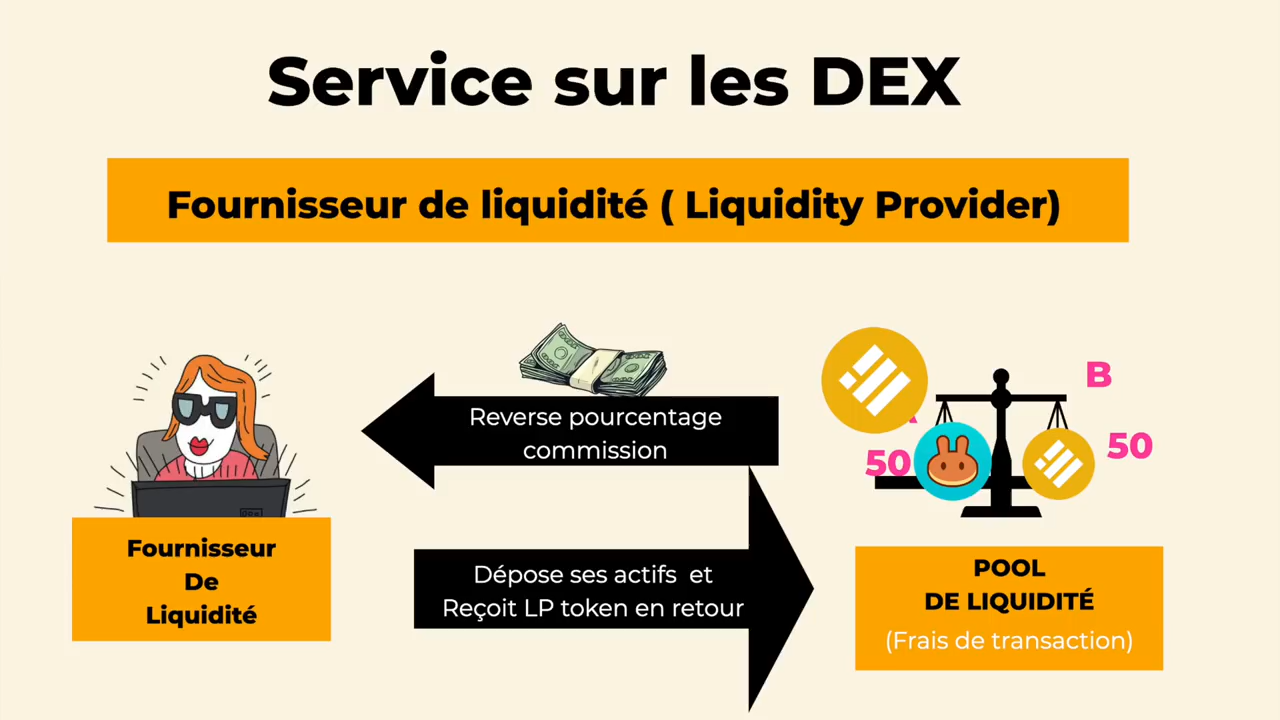 Service sur les DEX
Fournisseur de liquidité ( Liquidity Provider)
Reverse pourcentage
commission
B
50
50
Fournisseur
De
Liquidité
Dépose ses actifs et
Reçoit LP token en retour
POOL
DE LIQUIDITÉ
(Frais de transaction)